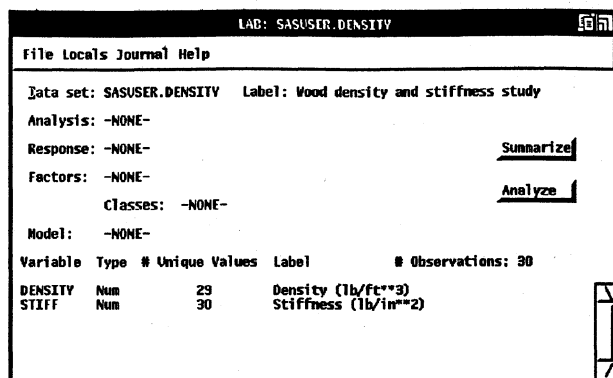 LAB: SASUSER.DENSITY
File Locals Journal Help
Data set: SASUSER.DENSITY Label: Wood density and stiffness study
Analysis: -NONE-
Response: -NONE-
Summarize
Factors: -NONE-
Analyze
Classes: -NONE-
Model: -NONE-
Variable Type # Unique Values Label # Observations: 30
DENSITY Num 29 Density (lb/ft**3)
STIFF Num 30 Stiffness (lb/in**2)